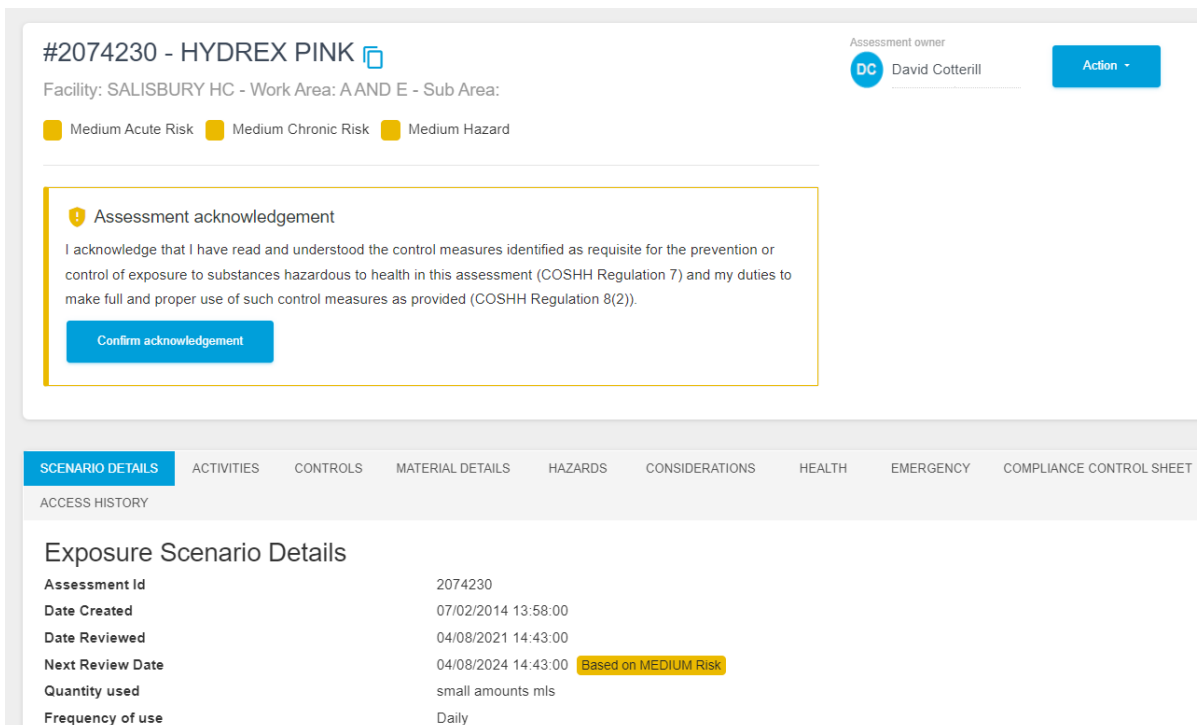 #2074230 - HYDREX PINK
Assessment owner
DC David Cotterill
Action
Facility: SALISBURY HC - Work Area: A AND E - Sub Area:
Medium Acute Risk Medium Chronic Risk Medium Hazard
Assessment acknowledgement
I acknowledge that I have read and understood the control measures identified as requisite for the prevention or
control of exposure to substances hazardous to health in this assessment (COSHH Regulation 7) and my duties to
make full and proper use of such control measures as provided (COSHH Regulation 8(2)).
Confirm acknowledgement
SCENARIO DETAILS ACTIVITIES CONTROLS MATERIAL DETAILS HAZARDS CONSIDERATIONS HEALTH EMERGENCY COMPLIANCE CONTROL SHEET
ACCESS HISTORY
Exposure Scenario Details
Assessment Id 2074230
Date Created 07/02/2014 13:58:00
Date Reviewed 04/08/2021 14:43:00
Next Review Date 04/08/2024 14:43:00 Based on MEDIUM Risk
Quantity used small amounts mls
Frequency of use Daily